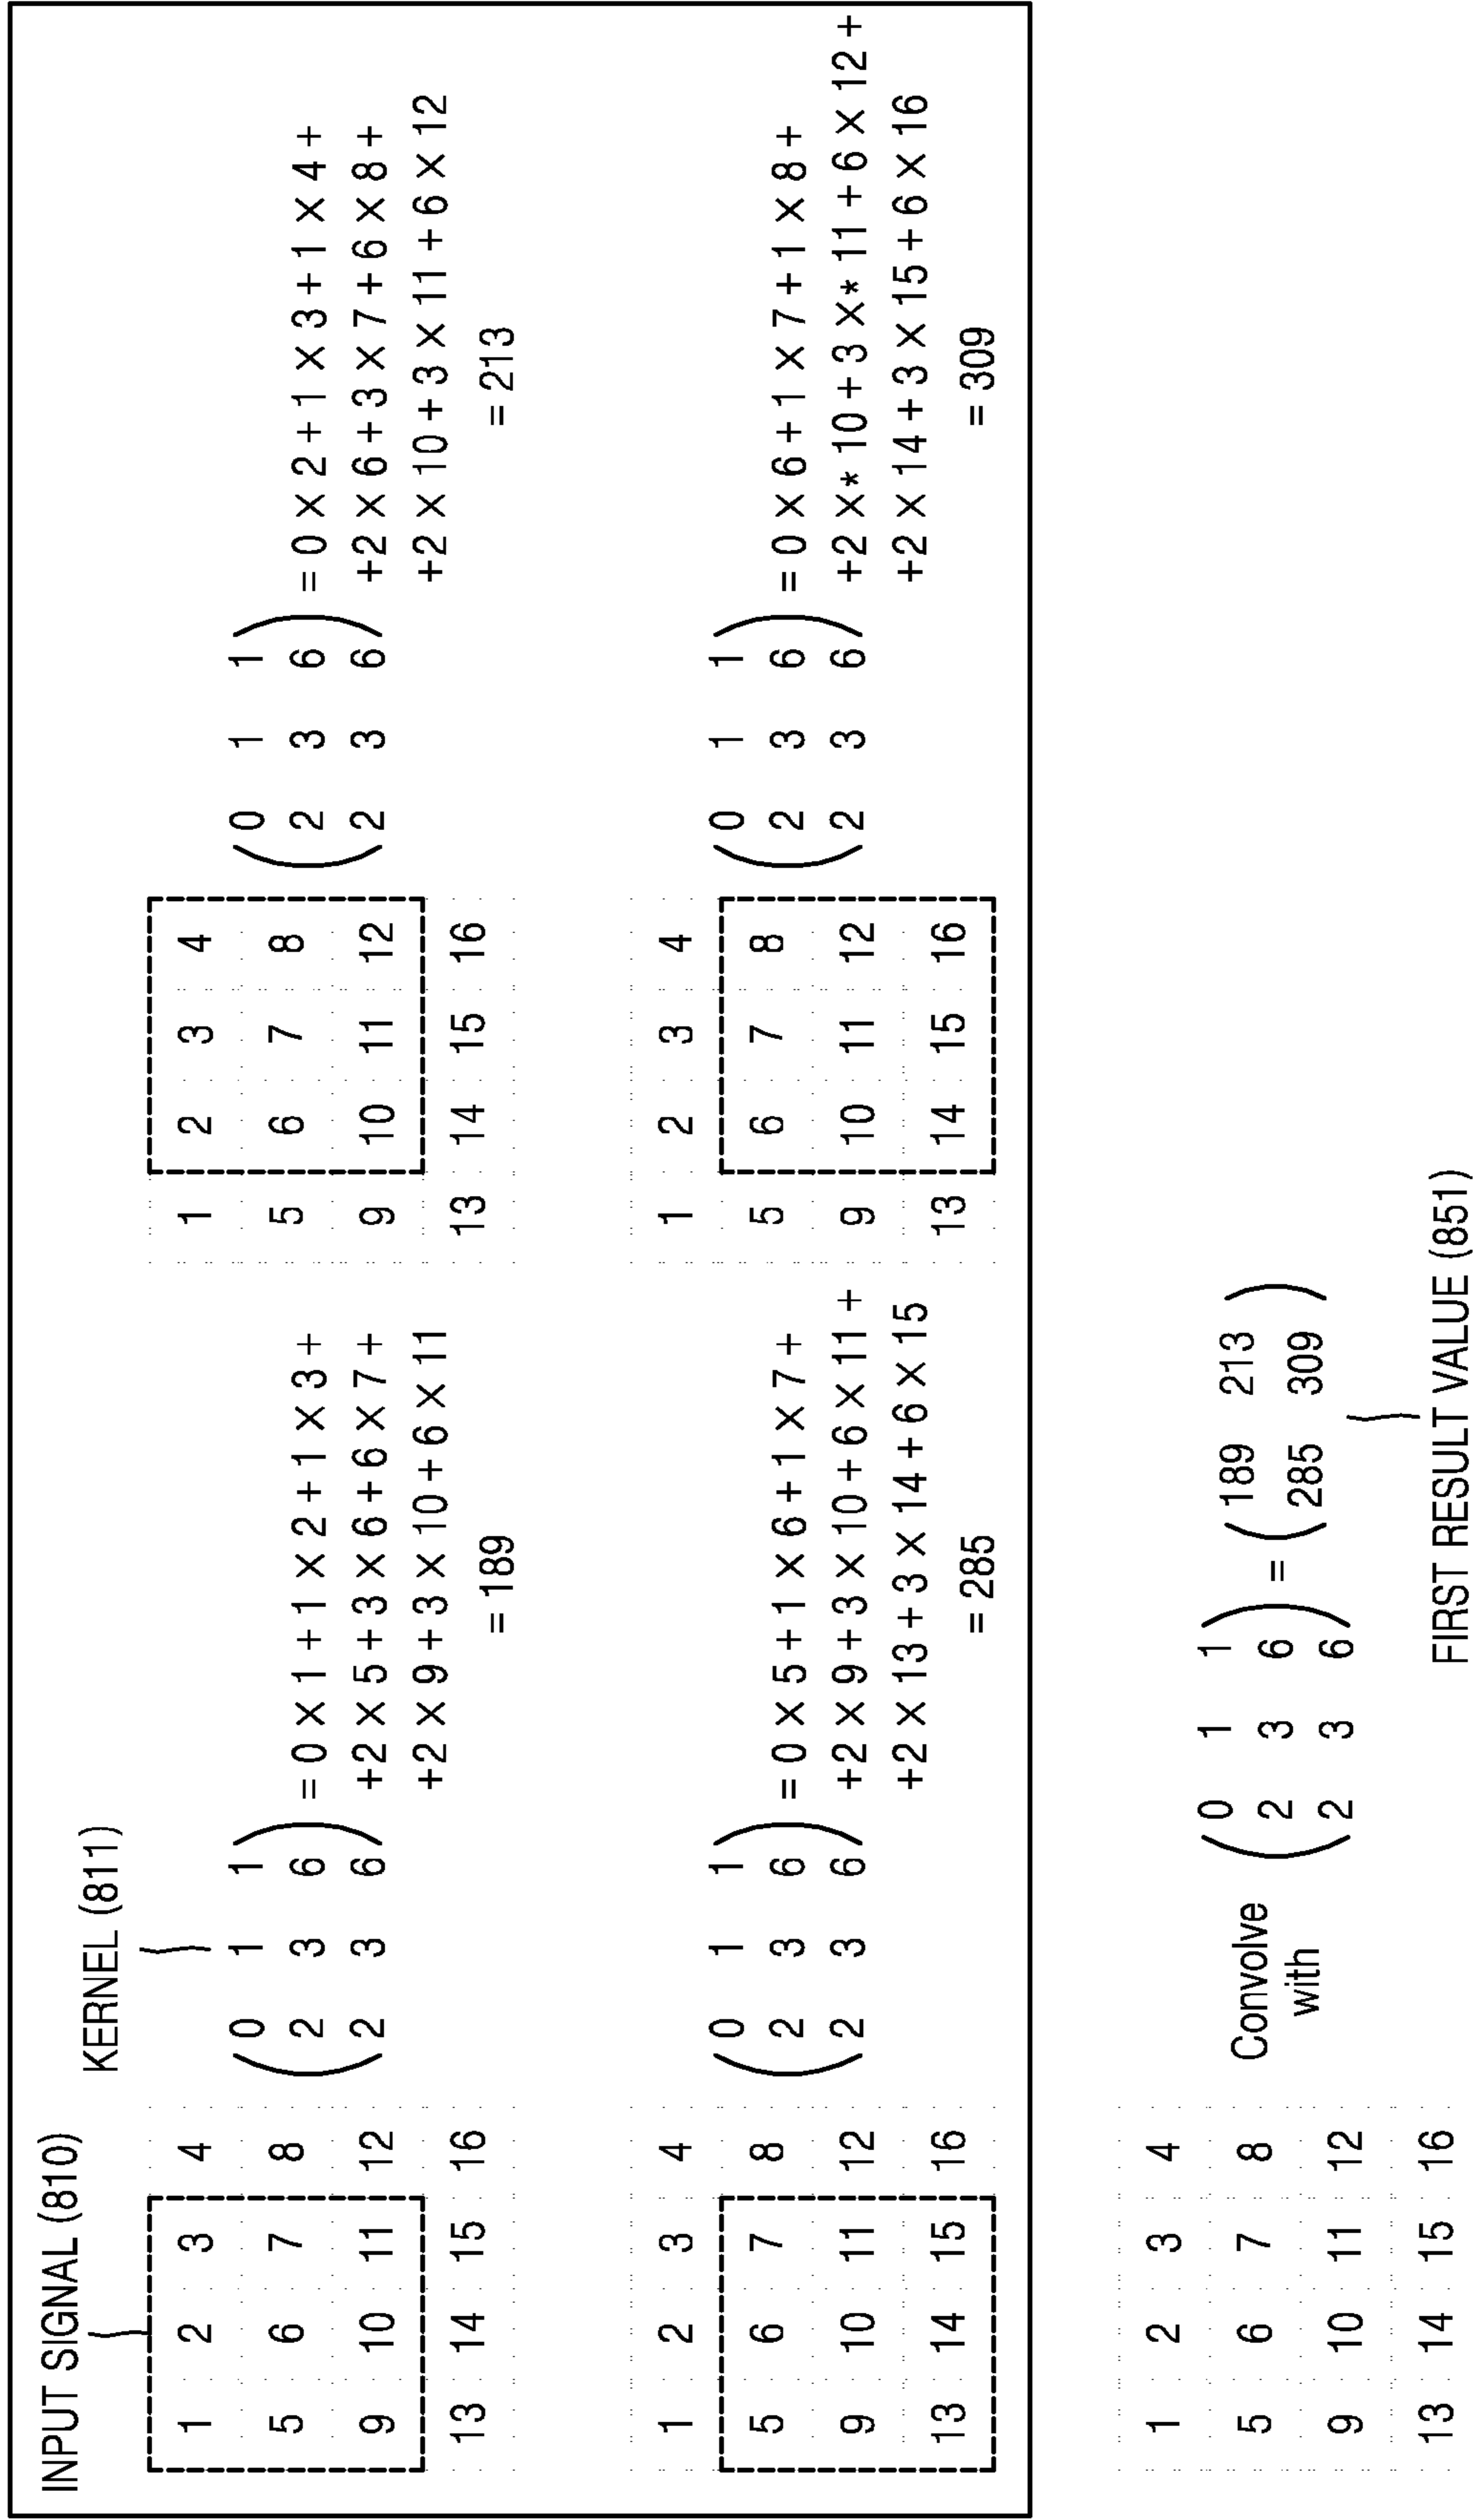 INPUT SIGNAL (810)
KERNEL (811)
1 2 3 4
5 6 7 8
9 10 11 12
13 14 15 16
( 0 1 1
2 3 6
2 3 6 )
= 0 × 1 + 1 × 2 + 1 × 3 +
+2 × 5 + 3 × 6 + 6 × 7 +
+2 × 9 + 3 × 10 + 6 × 11
= 189
1 2 3 4
5 6 7 8
9 10 11 12
13 14 15 16
( 0 1 1
2 3 6
2 3 6 )
= 0 × 2 + 1 × 3 + 1 × 4 +
+2 × 6 + 3 × 7 + 6 × 8 +
+2 × 10 + 3 × 11 + 6 × 12
= 213
1 2 3 4
5 6 7 8
9 10 11 12
13 14 15 16
( 0 1 1
2 3 6
2 3 6 )
= 0 × 5 + 1 × 6 + 1 × 7 +
+2 × 9 + 3 × 10 + 6 × 11 +
+2 × 13 + 3 × 14 + 6 × 15
= 285
1 2 3 4
5 6 7 8
9 10 11 12
13 14 15 16
( 0 1 1
2 3 6
2 3 6 )
= 0 × 6 + 1 × 7 + 1 × 8 +
+2 ×* 10 + 3 ×* 11 + 6 × 12 +
+2 × 14 + 3 × 15 + 6 × 16
= 309
1 2 3 4
5 6 7 8
9 10 11 12
13 14 15 16
Convolve
with
( 0 1 1
2 3 6
2 3 6 )
=
( 189 213
285 309 )
FIRST RESULT VALUE (851)